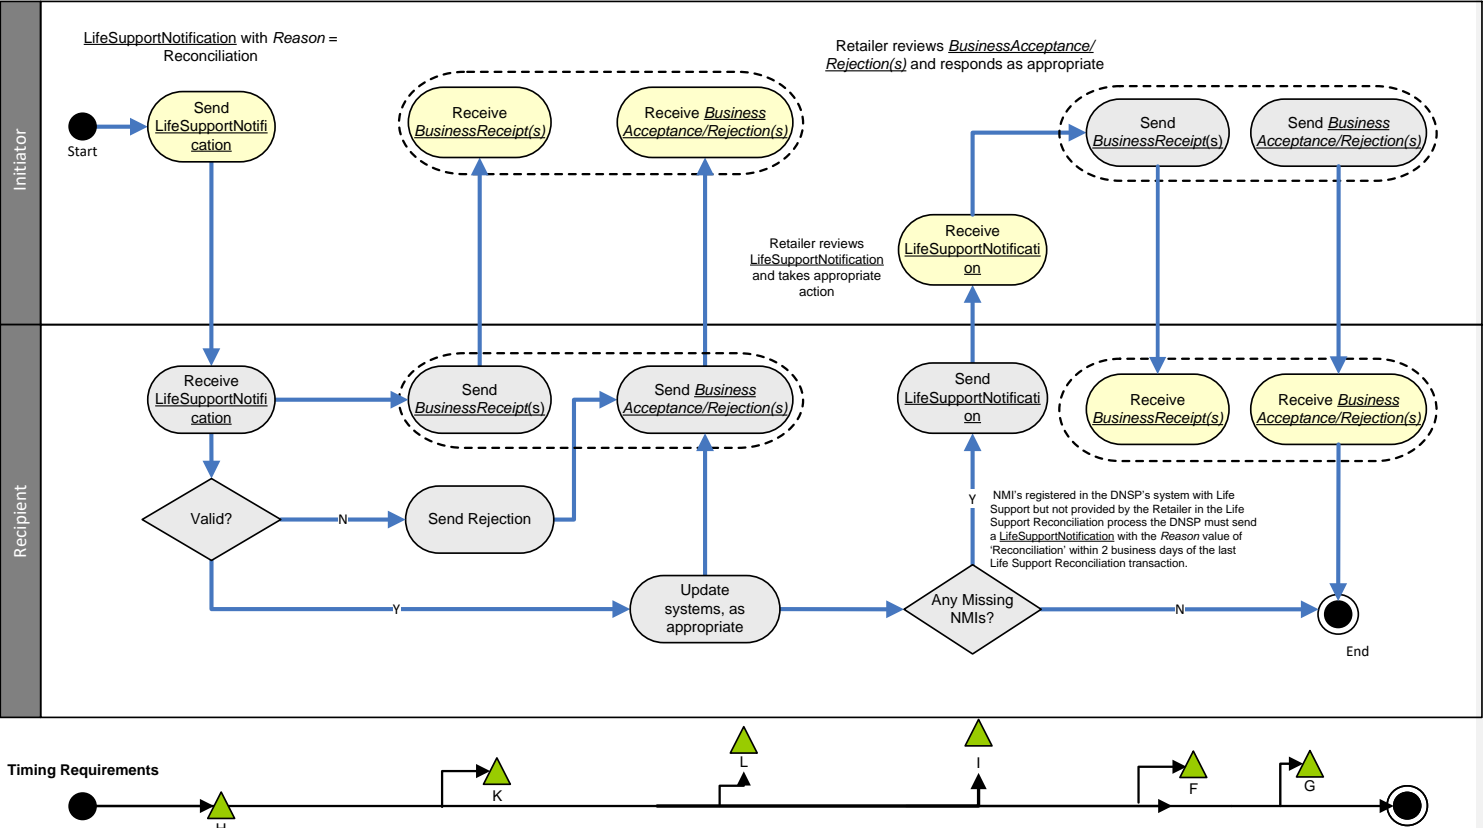 Initiator
LifeSupportNotification with Reason =
Reconciliation
Start
Send
LifeSupportNotifi
cation
Receive
BusinessReceipt(s)
Receive Business
Acceptance/Rejection(s)
Retailer reviews BusinessAcceptance/
Rejection(s) and responds as appropriate
Send
BusinessReceipt(s)
Send Business
Acceptance/Rejection(s)
Retailer reviews
LifeSupportNotification
and takes appropriate
action
Receive
LifeSupportNotificati
on
Recipient
Receive
LifeSupportNotifi
cation
Send
BusinessReceipt(s)
Send Business
Acceptance/Rejection(s)
Send
LifeSupportNotificati
on
Receive
BusinessReceipt(s)
Receive Business
Acceptance/Rejection(s)
Valid?
N
Send Rejection
Y
NMI's registered in the DNSP's system with Life
Support but not provided by the Retailer in the Life
Support Reconciliation process the DNSP must send
a LifeSupportNotification with the Reason value of
'Reconciliation' within 2 business days of the last
Life Support Reconciliation transaction.
Y
Update
systems, as
appropriate
Any Missing
NMIs?
N
End
Timing Requirements
H
K
L
I
F
G